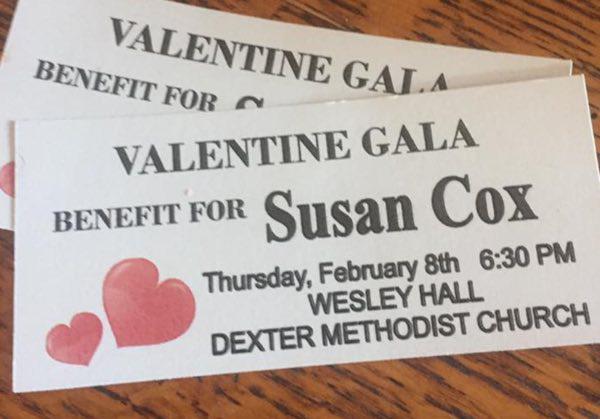 VALENTINE GALA
BENEFIT FOR
VALENTINE GALA
BENEFIT FOR Susan Cox
Thursday, February 8th 6:30 PM
WESLEY HALL
DEXTER METHODIST CHURCH